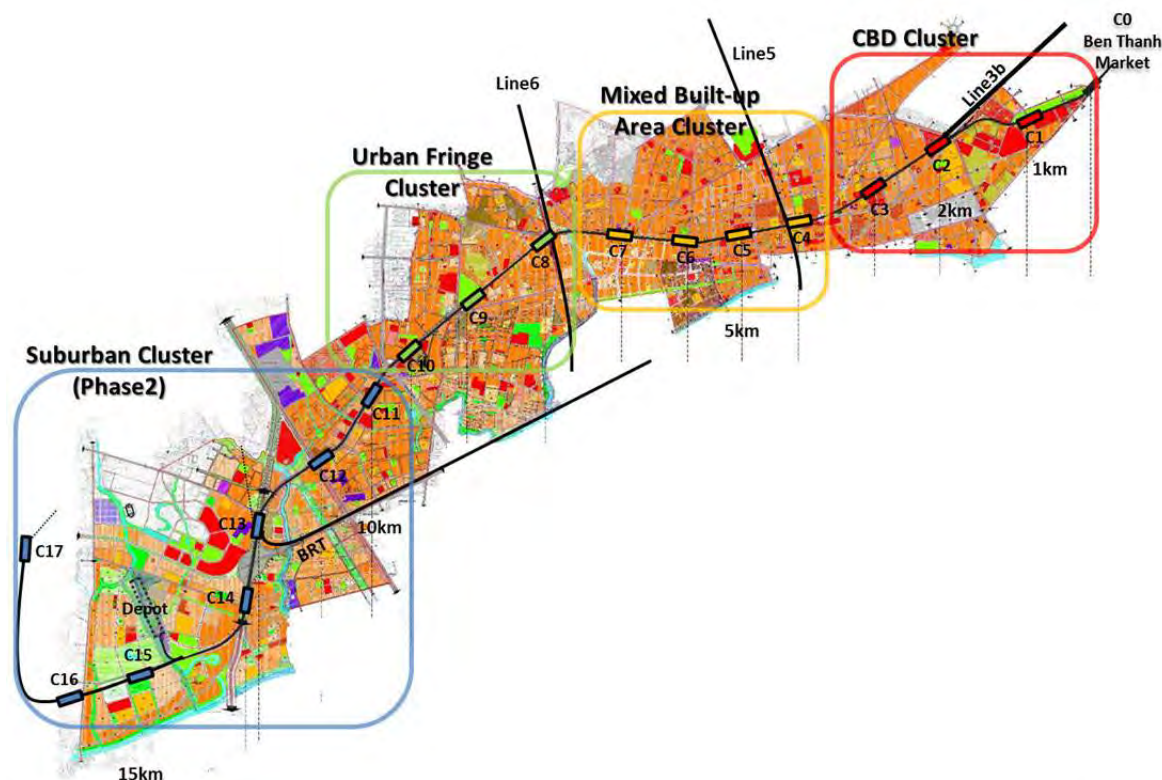 C0
Ben Thanh
Market
CBD Cluster
Line3b
C1
1km
C2
2km
C3
Line5
Mixed Built-up
Area Cluster
C4
C5
C6
C7
5km
Line6
Urban Fringe
Cluster
C8
C9
C10
Suburban Cluster
(Phase2)
C11
C12
C13
10km
BRT
C17
C14
Depot
C15
C16
15km